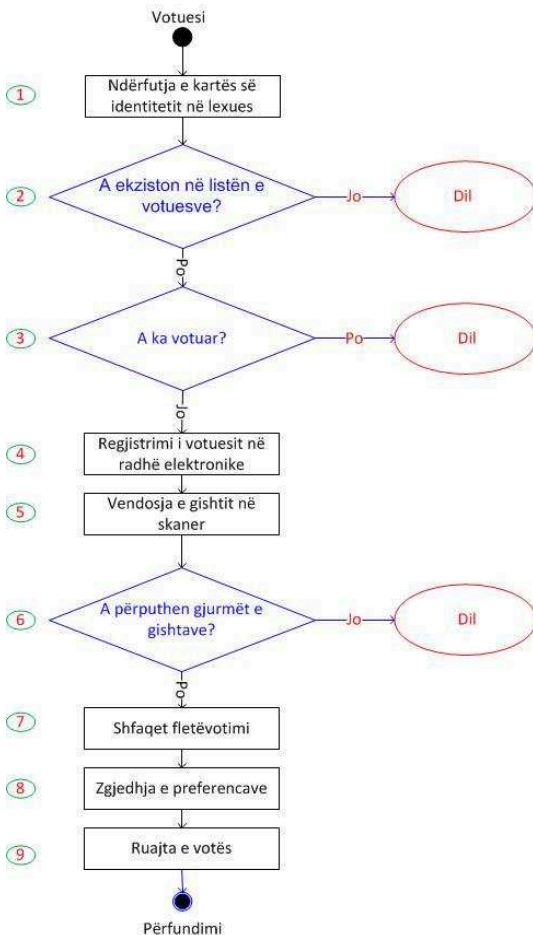 Votuesi
1
Ndërfutja e kartës së
identitetit në lexues
2
A ekziston në listën e
votuesve?
Jo
Dil
Po
3
A ka votuar?
Po
Dil
Jo
4
Regjistrimi i votuesit në
radhë elektronike
5
Vendosja e gishtit në
skaner
6
A përputhen gjurmët e
gishtave?
Jo
Dil
Po
7
Shfaqet fletëvotimi
8
Zgjedhja e preferencave
9
Ruajta e votës
Përfundimi